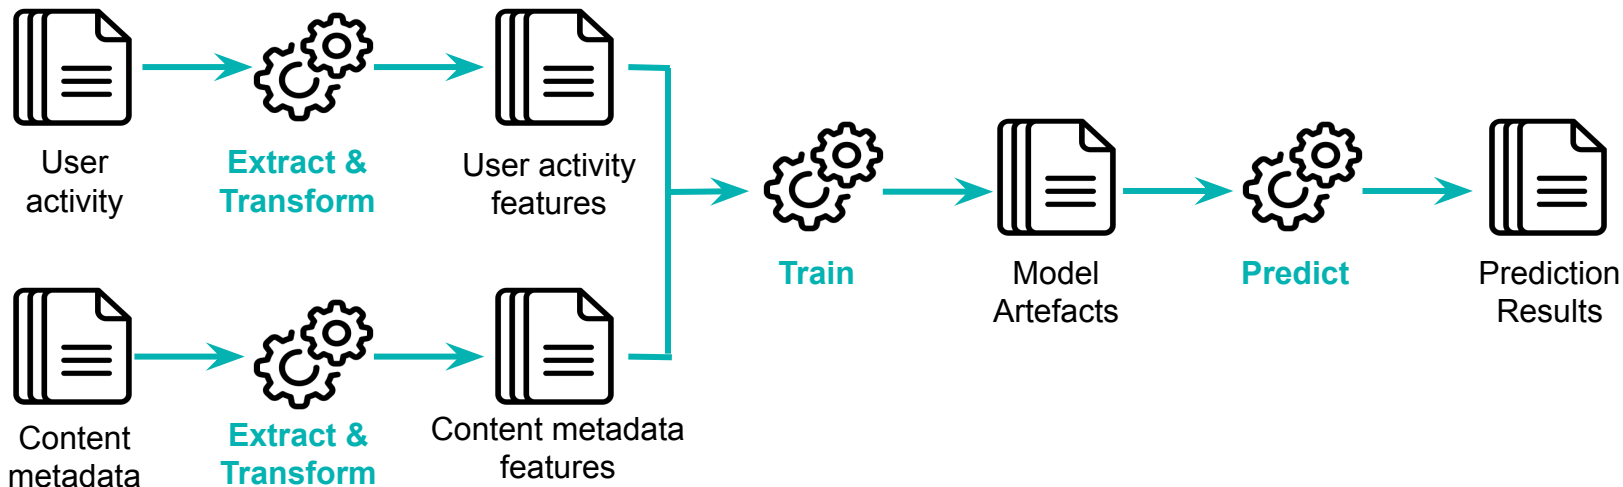 User
activity
Extract &
Transform
User activity
features
Content
metadata
Extract &
Transform
Content metadata
features
Train
Model
Artefacts
Predict
Prediction
Results